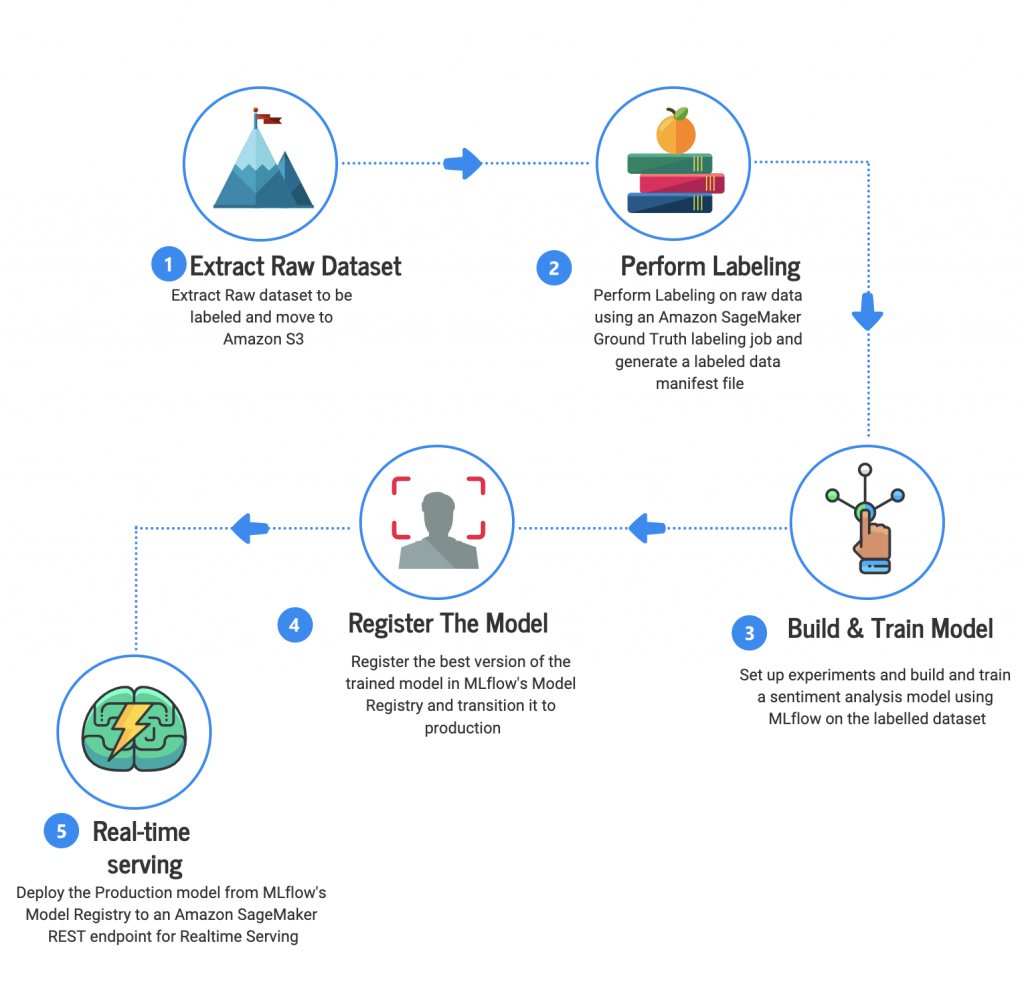 1
Extract Raw Dataset
Extract Raw dataset to be
labeled and move to
Amazon S3
2
Perform Labeling
Perform Labeling on raw data
using an Amazon SageMaker
Ground Truth labeling job and
generate a labeled data
manifest file
3
Build & Train Model
Set up experiments and build and train
a sentiment analysis model using
MLflow on the labelled dataset
4
Register The Model
Register the best version of the
trained model in MLflow's Model
Registry and transition it to
production
5
Real-time
serving
Deploy the Production model from MLflow's
Model Registry to an Amazon SageMaker
REST endpoint for Realtime Serving